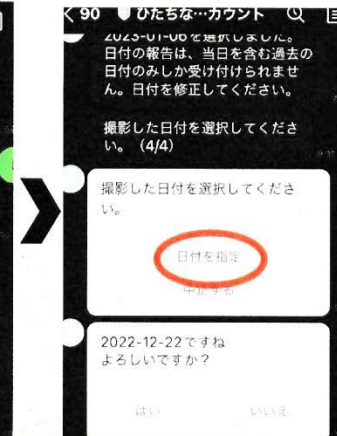 90 ひたちな…カウント
2023-01-06を選択しました。
日付の報告は、当日を含む過去の
日付のみしか受け付けられませ
ん。日付を修正してください。
撮影した日付を選択してくださ
い。（4/4）
撮影した日付を選択してくださ
い。
日付を指定
中止する
2022-12-22ですね
よろしいですか？
はい
いいえ